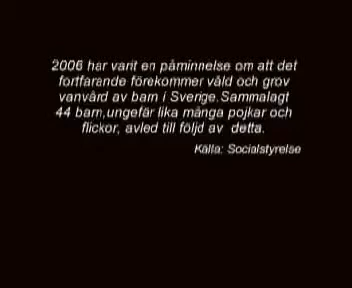 2006 har varit en påminnelse om att det
fortfarande förekommer våld och grov
vanvård av barn i Sverige.Sammalagt
44 barn,ungefär lika många pojkar och
flickor, avled till följd av detta.
Källa: Socialstyrelse